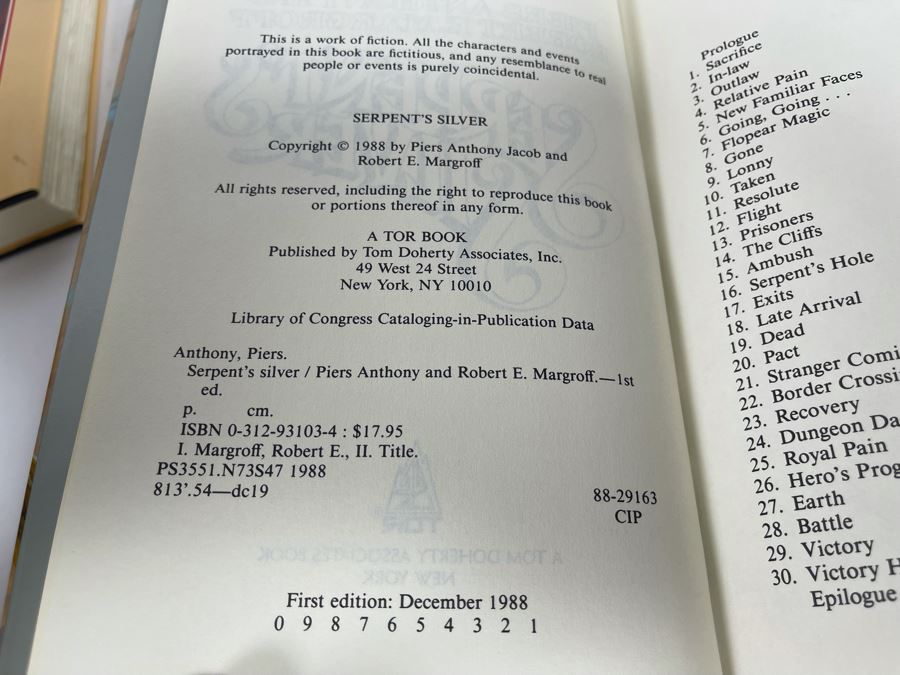 This is a work of fiction. All the characters and events
portrayed in this book are fictitious, and any resemblance to real
people or events is purely coincidental.
SERPENT'S SILVER
Copyright © 1988 by Piers Anthony Jacob and
Robert E. Margroff
All rights reserved, including the right to reproduce this book
or portions thereof in any form.
A TOR BOOK
Published by Tom Doherty Associates, Inc.
49 West 24 Street
New York, NY 10010
Library of Congress Cataloging-in-Publication Data
Anthony, Piers.
Serpent's silver / Piers Anthony and Robert E. Margroff.—1st
ed.
p. cm.
ISBN 0-312-93103-4 : $17.95
I. Margroff, Robert E., II. Title.
PS3551.N73S47 1988
813'.54—dc19
88-29163
CIP
First edition: December 1988
0 9 8 7 6 5 4 3 2 1
Prologue
1. Sacrifice
2. In-law
3. Outlaw
4. Relative Pain
5. New Familiar Faces
6. Going, Going . . .
7. Flopear Magic
8. Gone
9. Lonny
10. Taken
11. Resolute
12. Flight
13. Prisoners
14. The Cliffs
15. Ambush
16. Serpent's Hole
17. Exits
18. Late Arrival
19. Dead
20. Pact
21. Stranger Comi
22. Border Crossi
23. Recovery
24. Dungeon Da
25. Royal Pain
26. Hero's Prog
27. Earth
28. Battle
29. Victory
30. Victory H
Epilogue